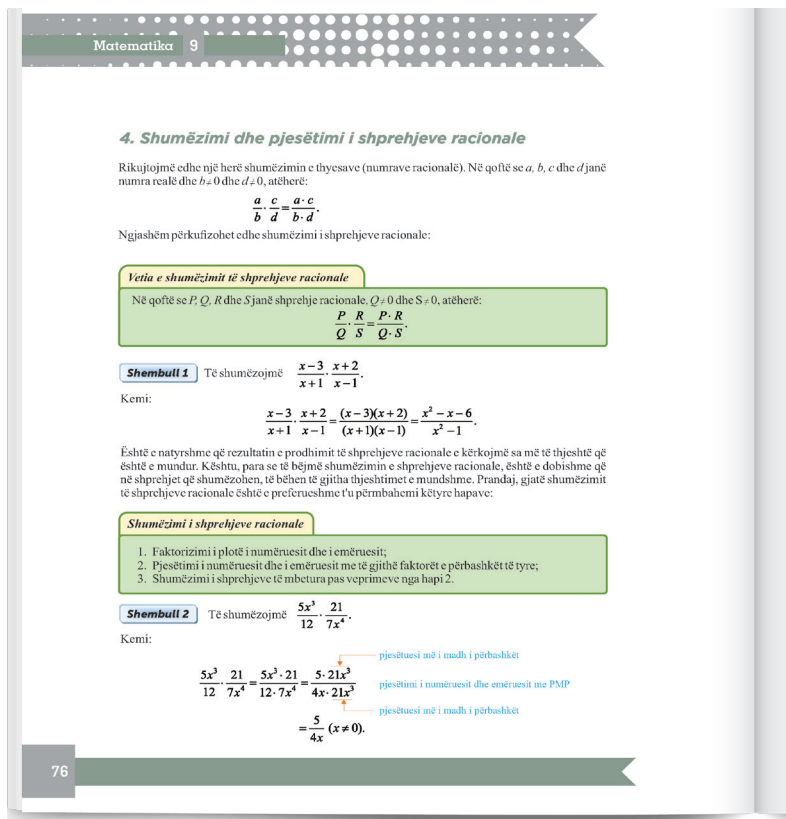 Matematika 9
4. Shumëzimi dhe pjesëtimi i shprehjeve racionale
Rikujtojmë edhe një herë shumëzimin e thyesave (numrave racionalë). Në qoftë se a, b, c dhe d janë
numra realë dhe b≠0 dhe d≠0, atëherë:
a/b · c/d = a·c/b·d.
Ngjashëm përkufizohet edhe shumëzimi i shprehjeve racionale:
Vetia e shumëzimit të shprehjeve racionale
Në qoftë se P, Q, R dhe S janë shprehje racionale, Q≠0 dhe S≠0, atëherë:
P/Q · R/S = P·R/Q·S.
Shembull 1 Të shumëzojmë x−3/x+1 · x+2/x−1.
Kemi:
x−3/x+1 · x+2/x−1 = (x−3)(x+2)/(x+1)(x−1) = x²−x−6/x²−1.
Është e natyrshme që rezultatin e prodhimit të shprehjeve racionale e kërkojmë sa më të thjeshtë që
është e mundur. Kështu, para se të bëjmë shumëzimin e shprehjeve racionale, është e dobishme që
në shprehjet që shumëzohen, të bëhen të gjitha thjeshtimet e mundshme. Prandaj, gjatë shumëzimit
të shprehjeve racionale është e preferueshme t'u përmbahemi këtyre hapave:
Shumëzimi i shprehjeve racionale
1. Faktorizimi i plotë i numëruesit dhe i emëruesit;
2. Pjesëtimi i numëruesit dhe i emëruesit me të gjithë faktorët e përbashkët të tyre;
3. Shumëzimi i shprehjeve të mbetura pas veprimeve nga hapi 2.
Shembull 2 Të shumëzojmë 5x³/12 · 21/7x⁴.
Kemi:
pjesëtuesi më i madh i përbashkët
5x³/12 · 21/7x⁴ = 5x³·21/12·7x⁴ = 5·21x³/4x·21x³ pjesëtimi i numëruesit dhe emëruesit me PMP
pjesëtuesi më i madh i përbashkët
= 5/4x (x≠0).
76